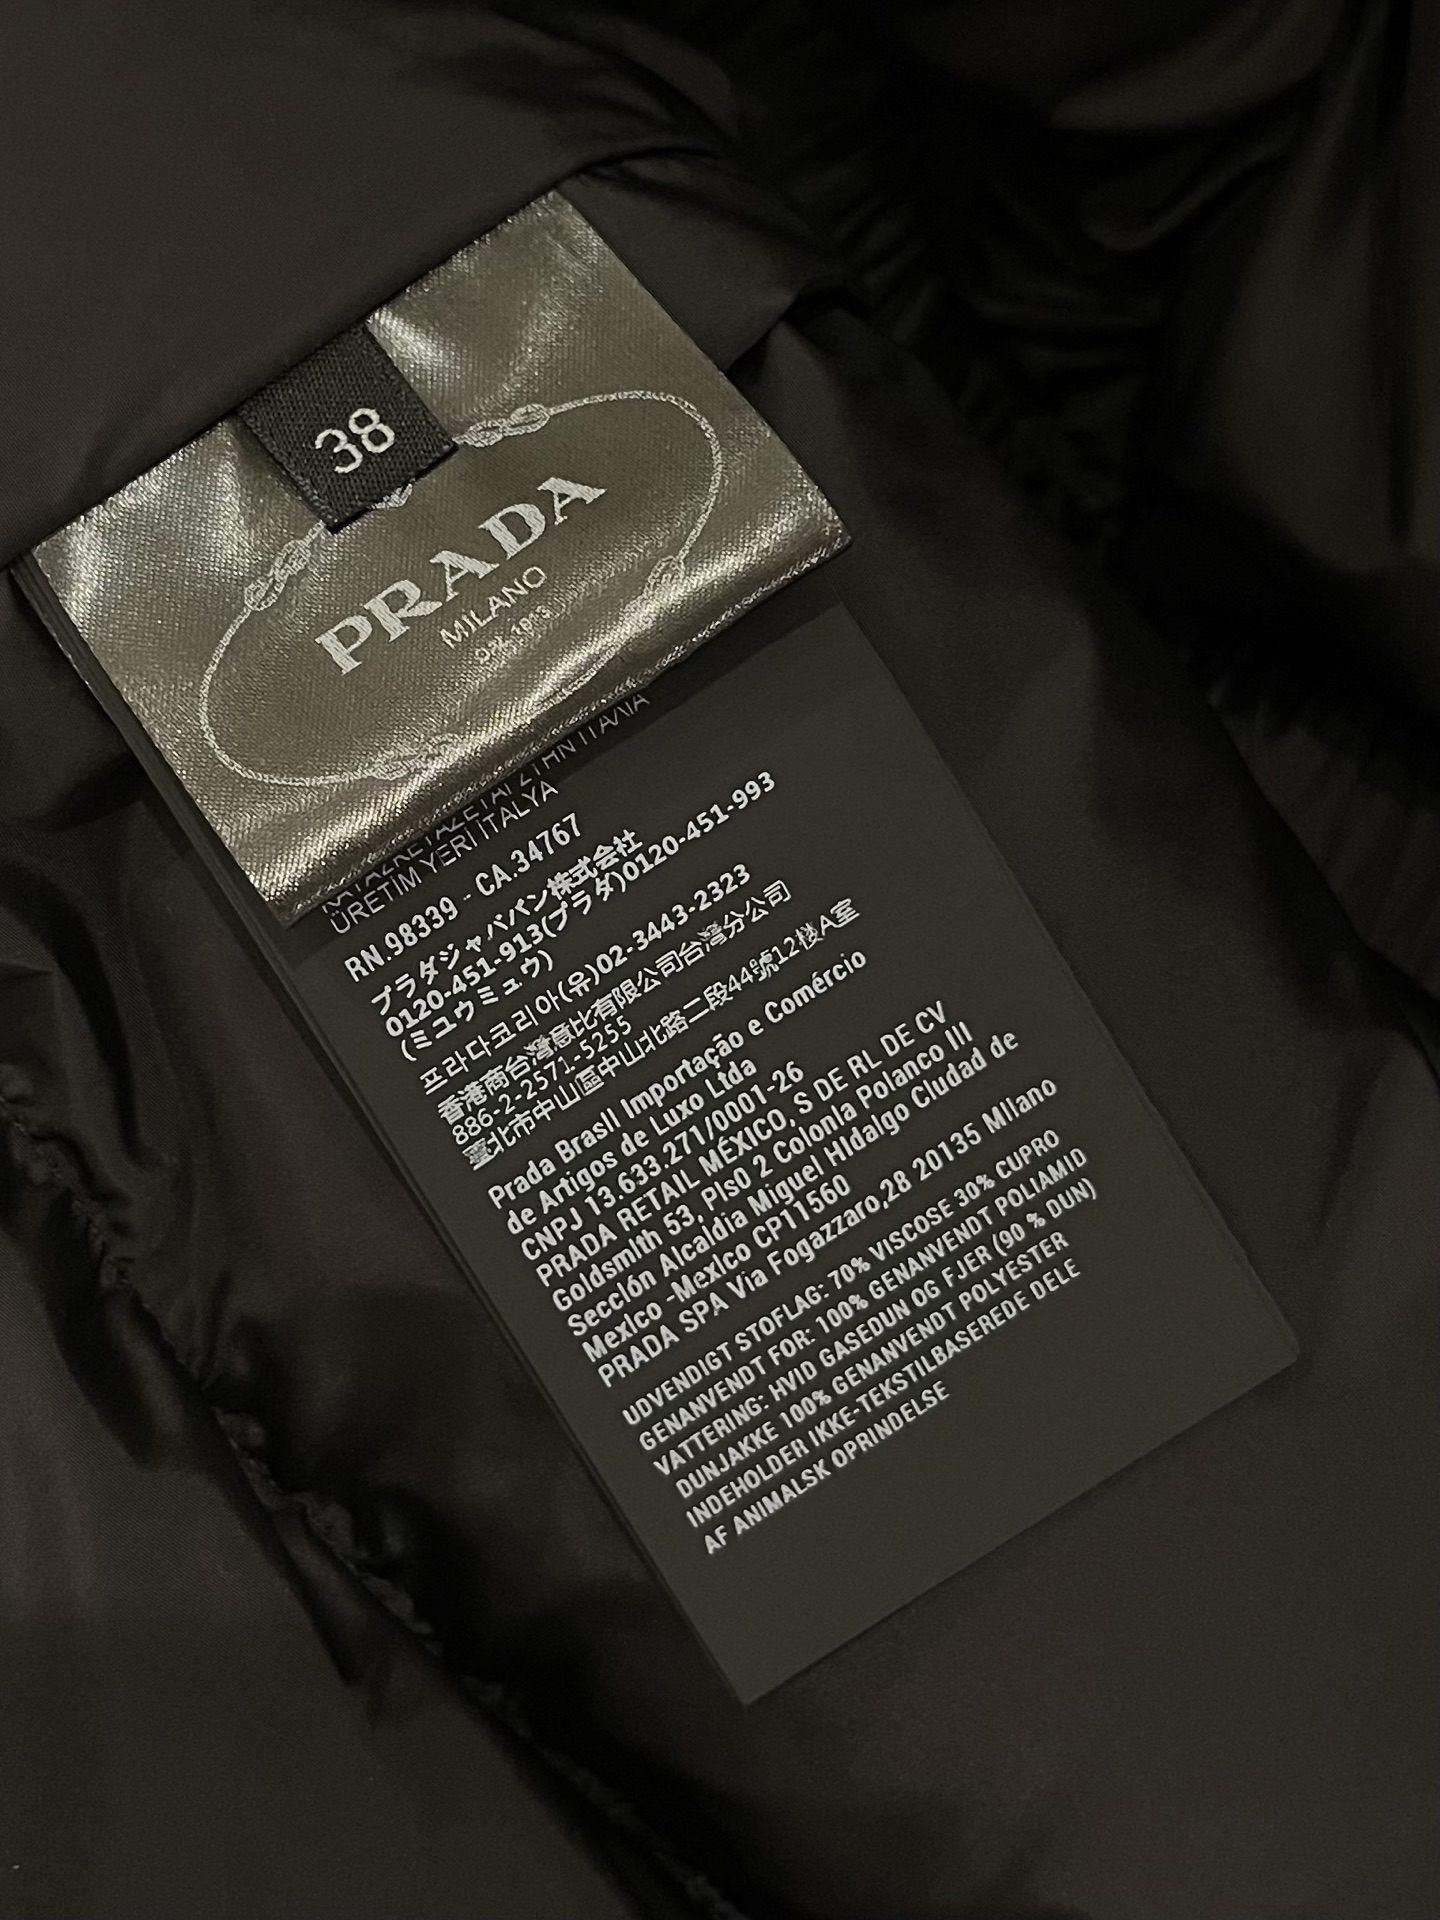 38
PRADA
MILANO
DAL 1913
URETIM YERI ITALYA
RN.98339 - CA.34767
プラダジャパン株式会社
0120-451-913(プラダ)0120-451-993
(ミュウミュウ)
프라다코리아(유)02-3443-2323
香港商台灣意比有限公司台灣分公司
886-2-2571-5255
臺北市中山區中山北路二段44號12樓A室
Prada Brasil Importação e Comércio
de Artigos de Luxo Ltda
CNPJ 13.633.271/0001-26
PRADA RETAIL MÉXICO, S DE RL DE CV
Goldsmith 53, Piso 2 Colonia Polanco III
Sección Alcaldía Miguel Hidalgo Ciudad de
Mexico -Mexico CP11560
PRADA SPA Via Fogazzaro,28 20135 Milano
UDVENDIGT STOFLAG: 70% VISCOSE 30% CUPRO
GENANVENDT FOR: 100% GENANVENDT POLIAMID
VATTERING: HVID GASEDUN OG FJER (90 % DUN)
DUNJAKKE 100% GENANVENDT POLYESTER
INDEHOLDER IKKE-TEKSTILBASEREDE DELE
AF ANIMALSK OPRINDELSE